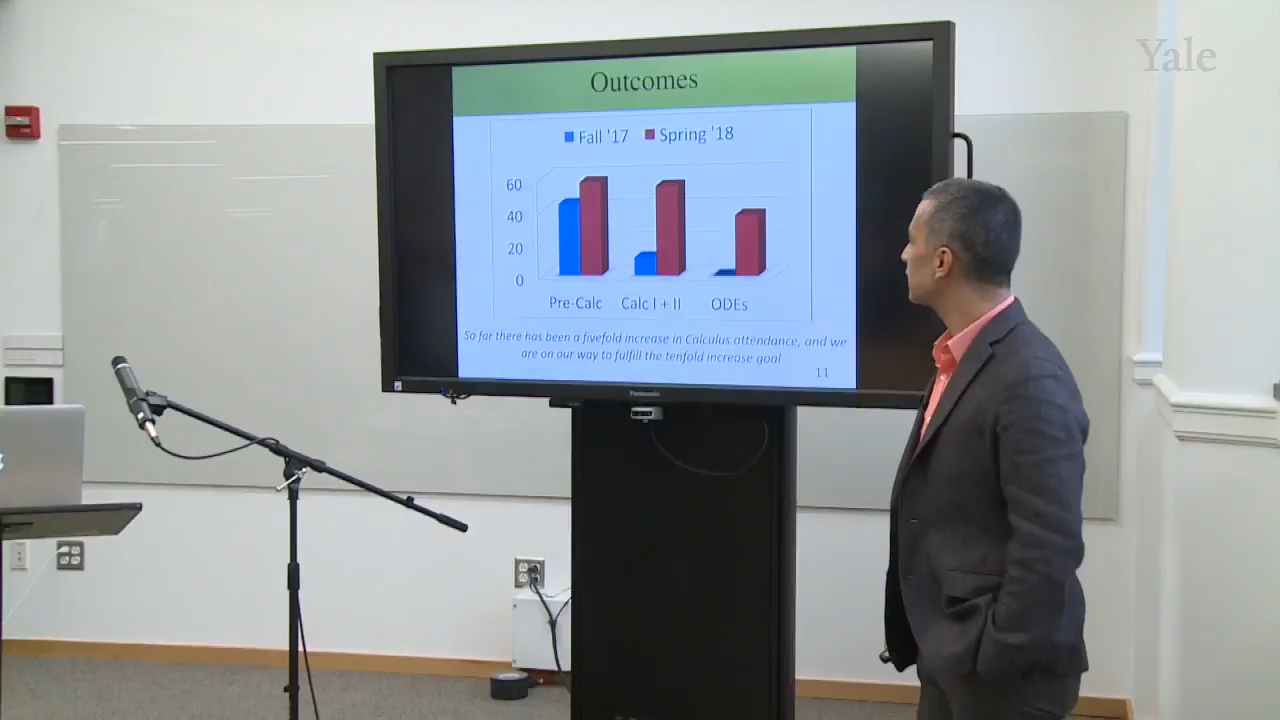 Yale
Outcomes
Fall '17 Spring '18
60
40
20
0
Pre-Calc Calc I + II ODEs
So far there has been a fivefold increase in Calculus attendance, and we
are on our way to fulfill the tenfold increase goal
11
Panasonic